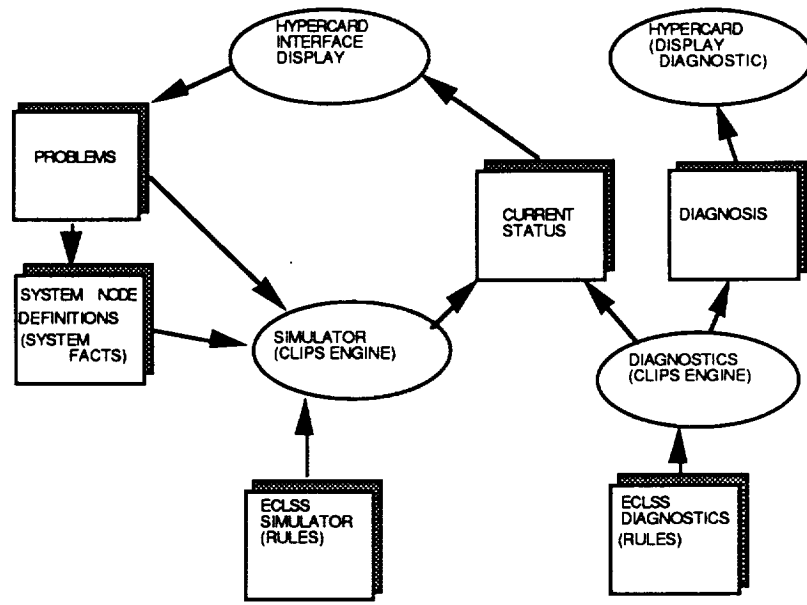 HYPERCARD
INTERFACE
DISPLAY
HYPERCARD
(DISPLAY
DIAGNOSTIC)
PROBLEMS
CURRENT
STATUS
DIAGNOSIS
SYSTEM NODE
DEFINITIONS
(SYSTEM
FACTS)
SIMULATOR
(CLIPS ENGINE)
DIAGNOSTICS
(CLIPS ENGINE)
ECLSS
SIMULATOR
(RULES)
ECLSS
DIAGNOSTICS
(RULES)